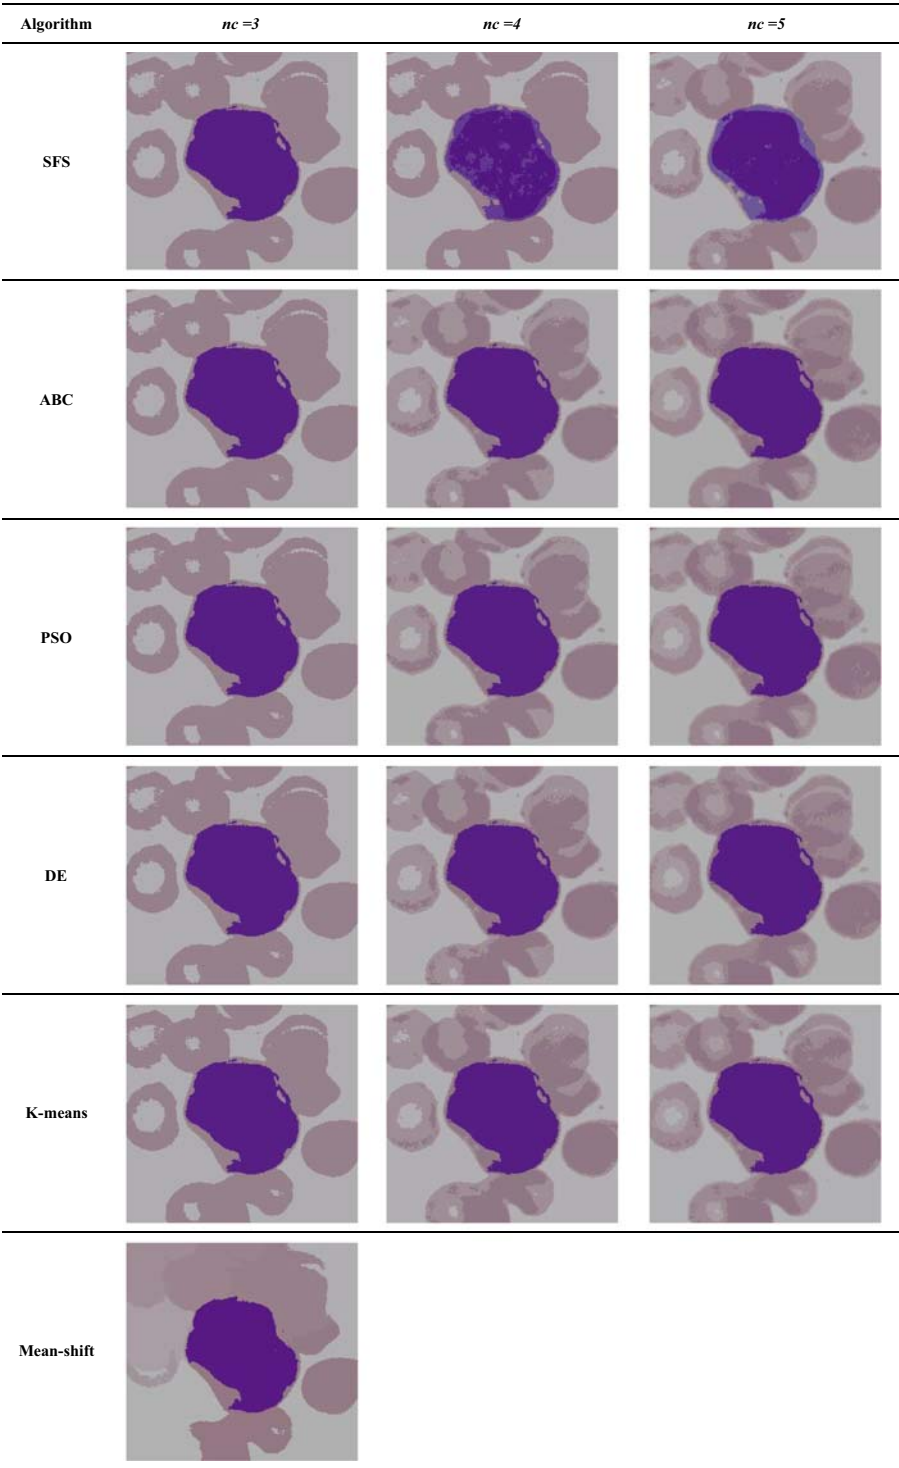 Algorithm nc =3 nc =4 nc =5
SFS
ABC
PSO
DE
K-means
Mean-shift